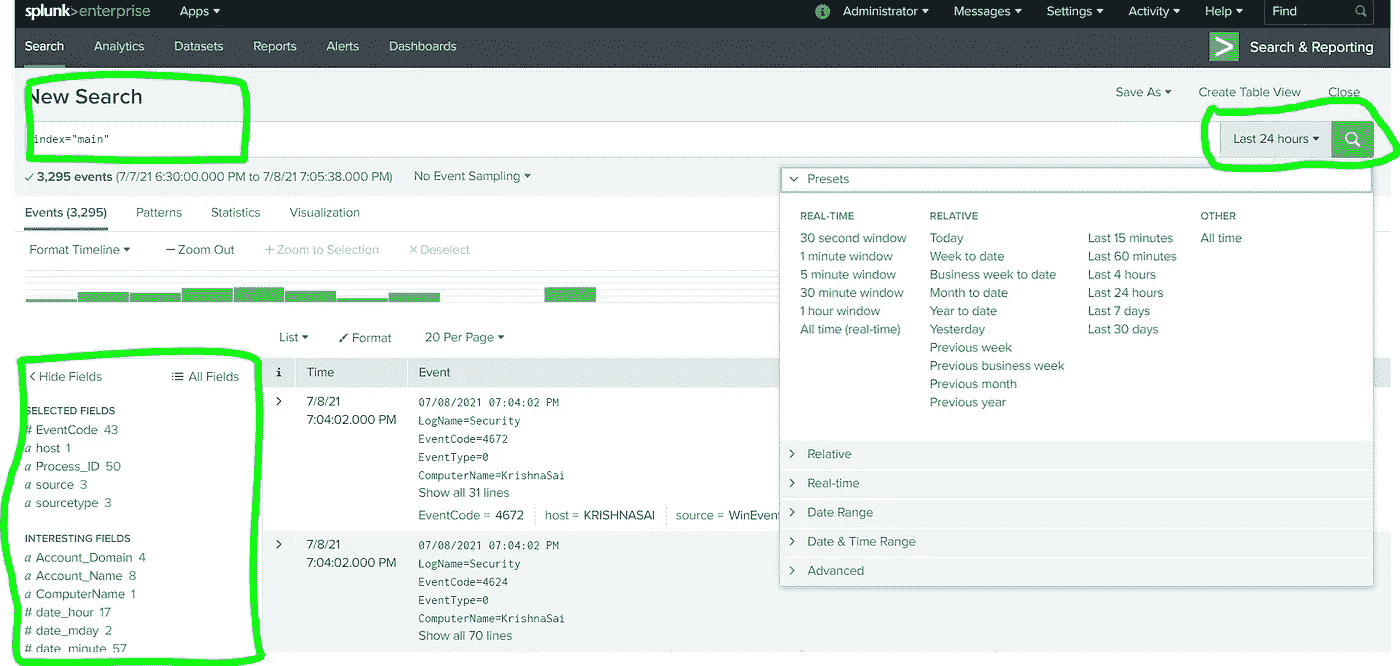 splunk>enterprise Apps Administrator Messages Settings Activity Help Find
Search Analytics Datasets Reports Alerts Dashboards Search & Reporting
New Search Save As Create Table View Close
index="main" Last 24 hours
3,295 events (7/7/21 6:30:00.000 PM to 7/8/21 7:05:38.000 PM) No Event Sampling
Events (3,295) Patterns Statistics Visualization
Format Timeline — Zoom Out + Zoom to Selection × Deselect
Presets
REAL-TIME
30 second window
1 minute window
5 minute window
30 minute window
1 hour window
All time (real-time)
RELATIVE
Today
Week to date
Business week to date
Month to date
Year to date
Yesterday
Previous week
Previous business week
Previous month
Previous year
Last 15 minutes
Last 60 minutes
Last 4 hours
Last 24 hours
Last 7 days
Last 30 days
OTHER
All time
Relative
Real-time
Date Range
Date & Time Range
Advanced
List Format 20 Per Page
< Hide Fields All Fields
SELECTED FIELDS
# EventCode 43
a host 1
a Process_ID 50
a source 3
a sourcetype 3
INTERESTING FIELDS
a Account_Domain 4
a Account_Name 8
a ComputerName 1
# date_hour 17
# date_mday 2
# date_minute 57
i Time Event
> 7/8/21
7:04:02.000 PM
07/08/2021 07:04:02 PM
LogName=Security
EventCode=4672
EventType=0
ComputerName=KrishnaSai
Show all 31 lines
EventCode = 4672 host = KRISHNASAI source = WinEvent
> 7/8/21
7:04:02.000 PM
07/08/2021 07:04:02 PM
LogName=Security
EventCode=4624
EventType=0
ComputerName=KrishnaSai
Show all 70 lines